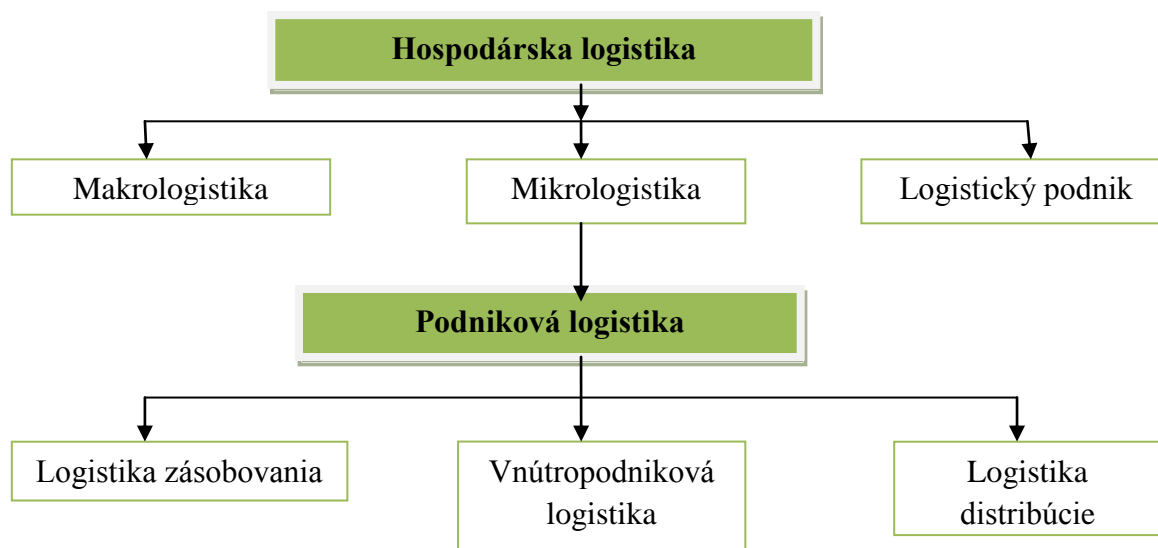 Hospodárska logistika
Makrologistika
Mikrologistika
Logistický podnik
Podniková logistika
Logistika zásobovania
Vnútropodniková
logistika
Logistika
distribúcie